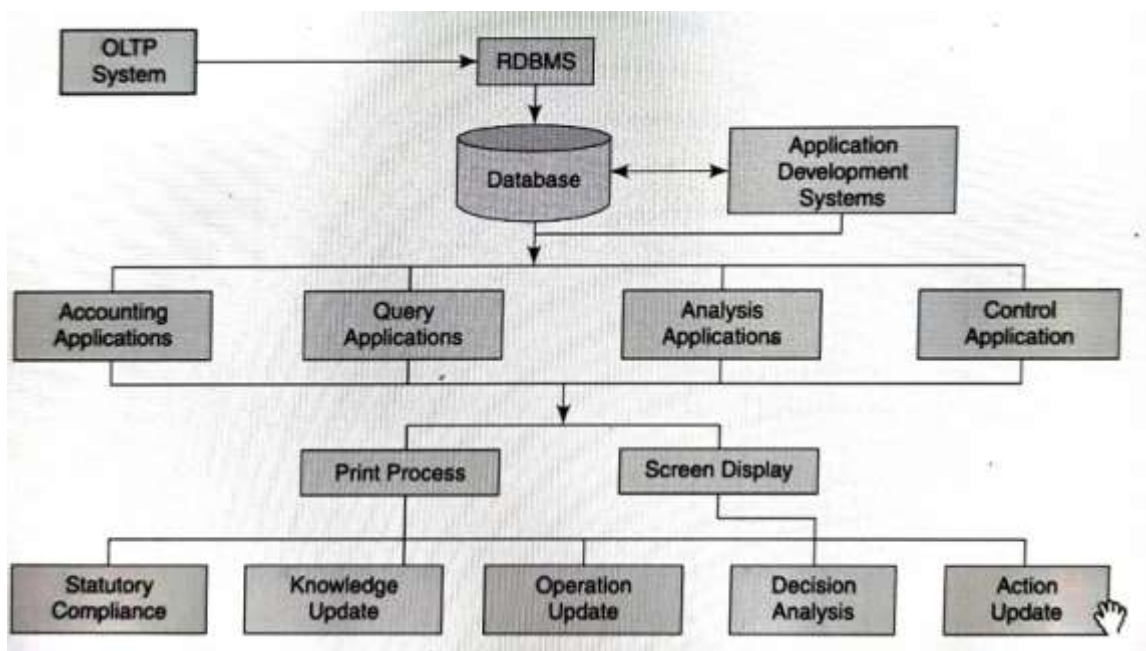 OLTP
System
RDBMS
Database
Application
Development
Systems
Accounting
Applications
Query
Applications
Analysis
Applications
Control
Application
Print Process
Screen Display
Statutory
Compliance
Knowledge
Update
Operation
Update
Decision
Analysis
Action
Update